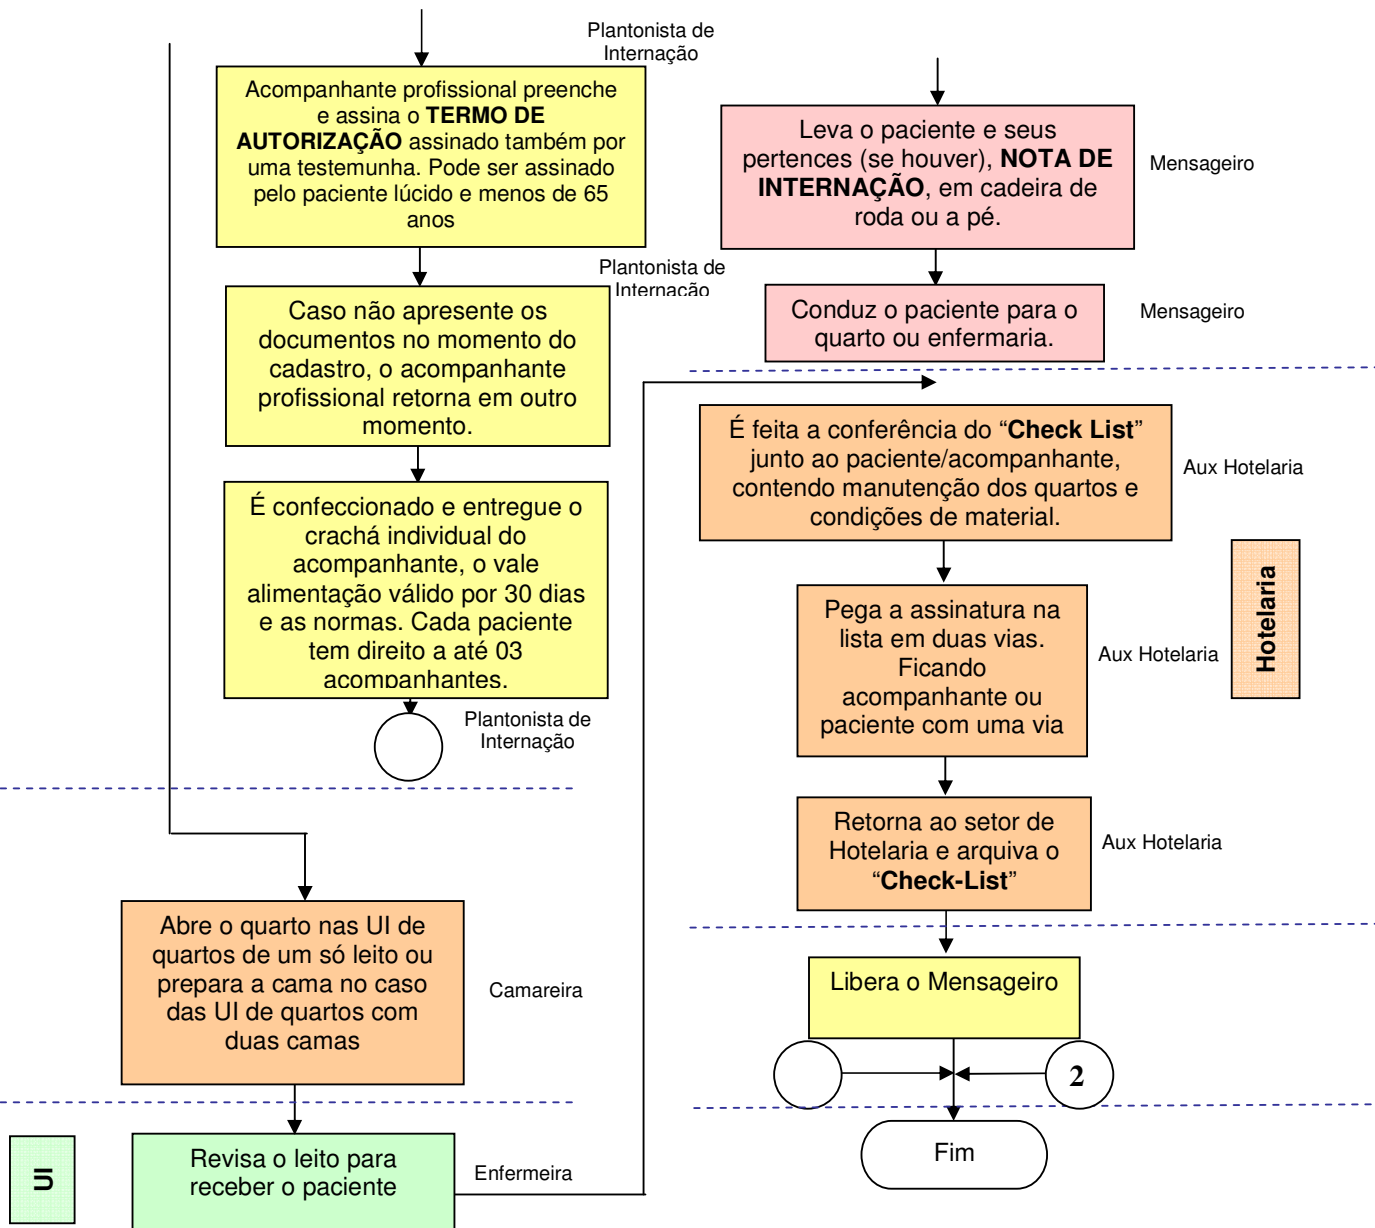 Plantonista de
Internação
Acompanhante profissional preenche
e assina o TERMO DE
AUTORIZAÇÃO assinado também por
uma testemunha. Pode ser assinado
pelo paciente lúcido e menos de 65
anos
Plantonista de
Internação
Caso não apresente os
documentos no momento do
cadastro, o acompanhante
profissional retorna em outro
momento.
É confeccionado e entregue o
crachá individual do
acompanhante, o vale
alimentação válido por 30 dias
e as normas. Cada paciente
tem direito a até 03
acompanhantes.
Plantonista de
Internação
Abre o quarto nas UI de
quartos de um só leito ou
prepara a cama no caso
das UI de quartos com
duas camas
Camareira
UI
Revisa o leito para
receber o paciente
Enfermeira
Leva o paciente e seus
pertences (se houver), NOTA DE
INTERNAÇÃO, em cadeira de
roda ou a pé.
Mensageiro
Conduz o paciente para o
quarto ou enfermaria.
Mensageiro
É feita a conferência do “Check List”
junto ao paciente/acompanhante,
contendo manutenção dos quartos e
condições de material.
Aux Hotelaria
Hotelaria
Pega a assinatura na
lista em duas vias.
Ficando
acompanhante ou
paciente com uma via
Aux Hotelaria
Retorna ao setor de
Hotelaria e arquiva o
“Check-List”
Aux Hotelaria
Libera o Mensageiro
2
Fim